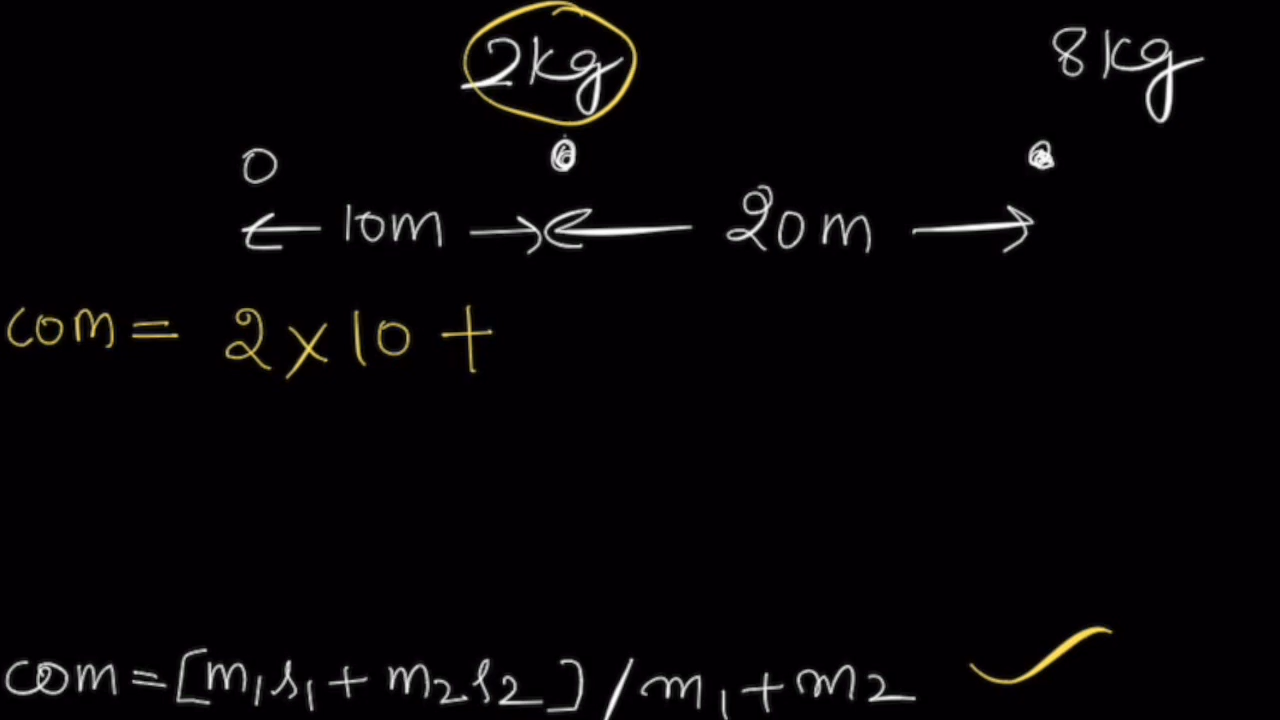 2kg 8kg
0
10m 20m
com = 2 x 10 +
com = [m₁s₁ + m₂s₂] / m₁ + m₂